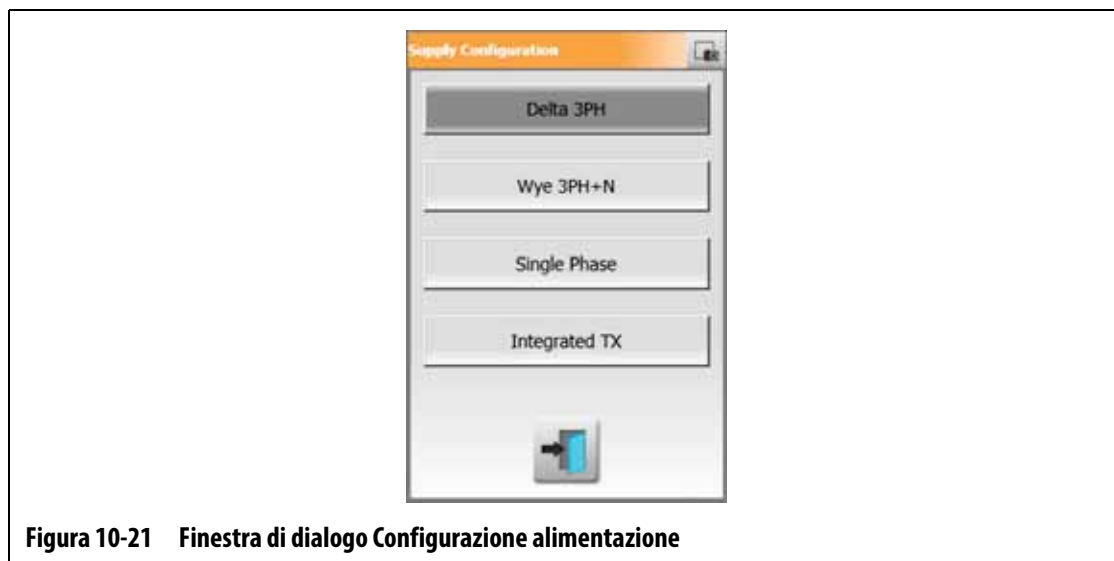 Supply Configuration
Delta 3PH
Wye 3PH+N
Single Phase
Integrated TX
Figura 10-21 Finestra di dialogo Configurazione alimentazione